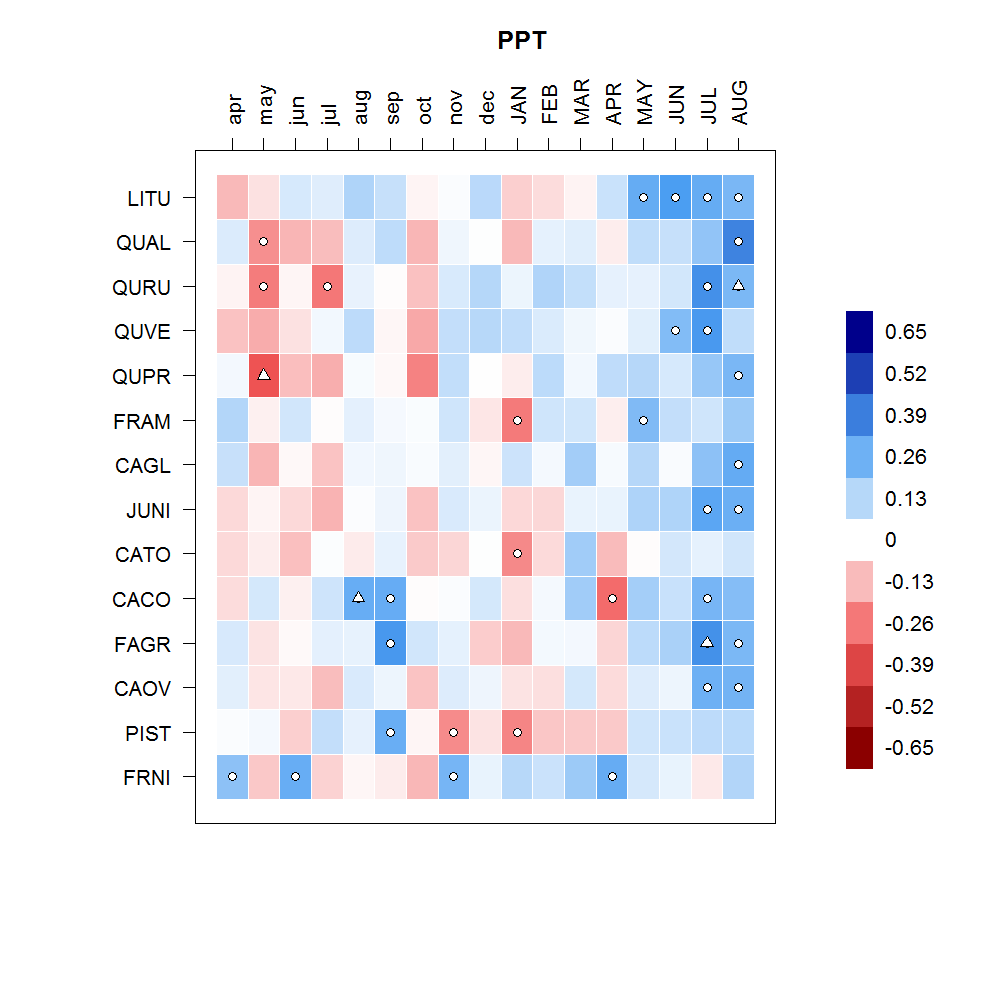 PPT
apr may jun jul aug sep oct nov dec JAN FEB MAR APR MAY JUN JUL AUG
LITU
QUAL
QURU
QUVE
QUPR
FRAM
CAGL
JUNI
CATO
CACO
FAGR
CAOV
PIST
FRNI
0.65
0.52
0.39
0.26
0.13
0
-0.13
-0.26
-0.39
-0.52
-0.65